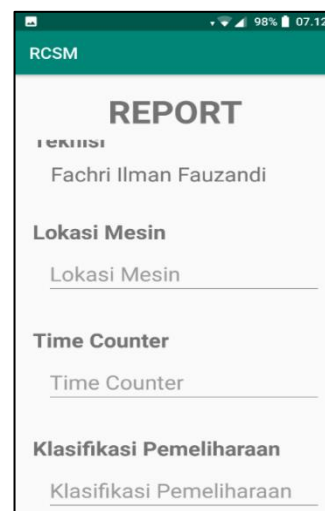 98% 07.12
RCSM
REPORT
Teknisi
Fachri Ilman Fauzandi
Lokasi Mesin
Lokasi Mesin
Time Counter
Time Counter
Klasifikasi Pemeliharaan
Klasifikasi Pemeliharaan